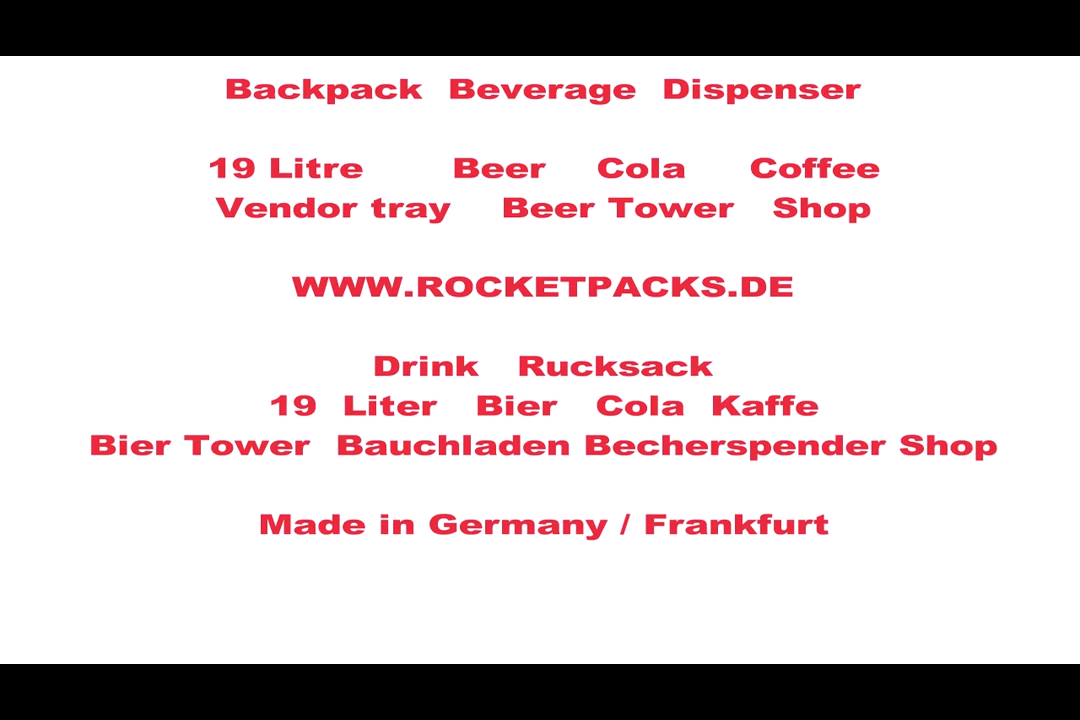 Backpack Beverage Dispenser
19 Litre Beer Cola Coffee
Vendor tray Beer Tower Shop
WWW.ROCKETPACKS.DE
Drink Rucksack
19 Liter Bier Cola Kaffe
Bier Tower Bauchladen Becherspender Shop
Made in Germany / Frankfurt